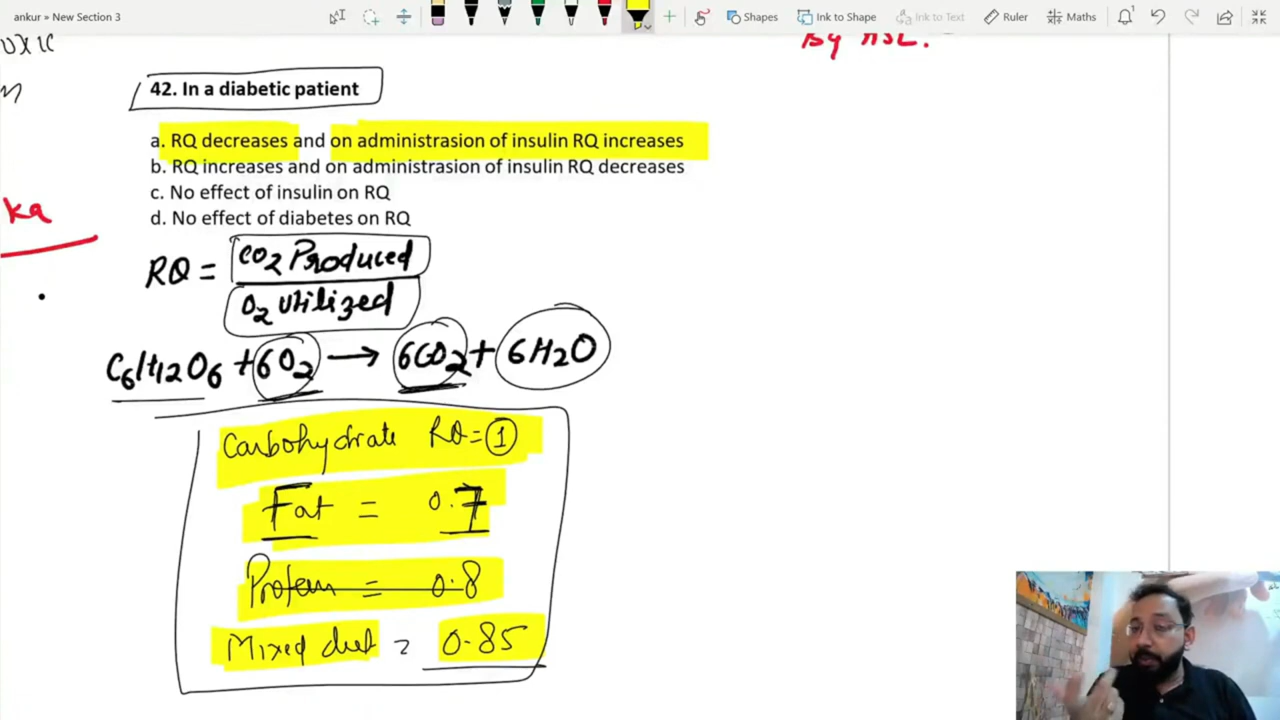 ankur » New Section 3
Shapes
Ink to Shape
Ink to Text
Ruler
Maths
By HSL.
42. In a diabetic patient
a. RQ decreases and on administrasion of insulin RQ increases
b. RQ increases and on administrasion of insulin RQ decreases
c. No effect of insulin on RQ
d. No effect of diabetes on RQ
ka
RQ = CO2 Produced
O2 Utilized
C6H12O6 + 6O2 → 6CO2 + 6H2O
Carbohydrate RQ = 1
Fat = 0.7
Protein = 0.8
Mixed diet = 0.85